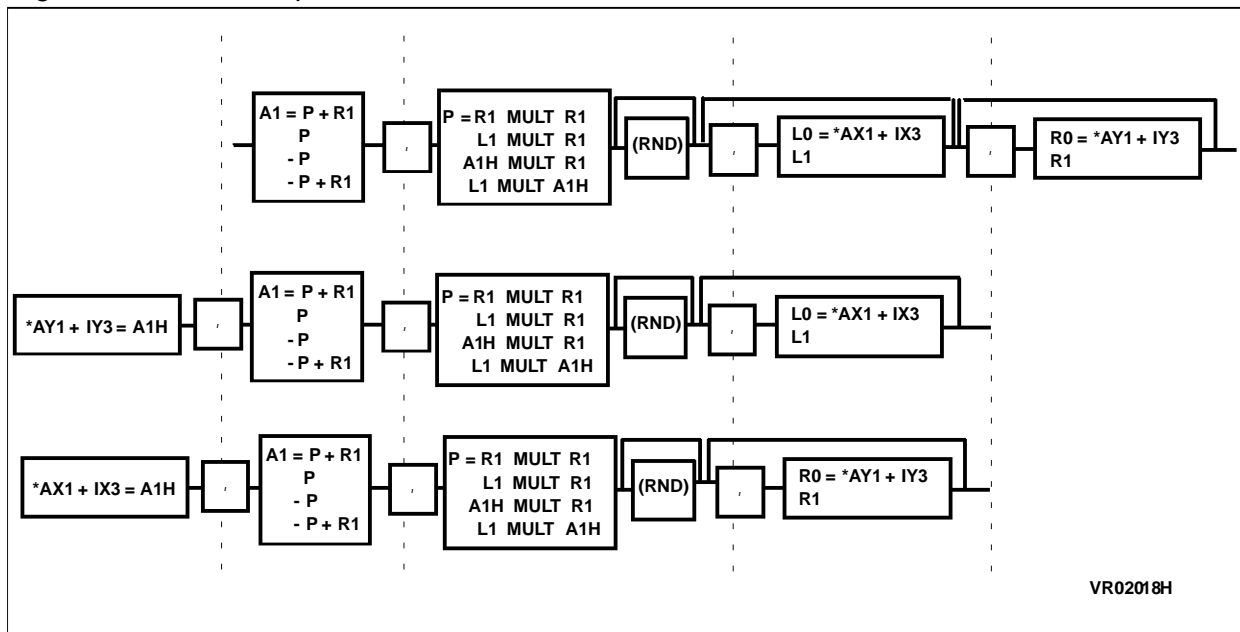 A1 = P + R1
P
- P
- P + R1
,
P = R1 MULT R1
L1 MULT R1
A1H MULT R1
L1 MULT A1H
(RND)
,
L0 = *AX1 + IX3
L1
,
R0 = *AY1 + IY3
R1
*AY1 + IY3 = A1H
,
A1 = P + R1
P
- P
- P + R1
,
P = R1 MULT R1
L1 MULT R1
A1H MULT R1
L1 MULT A1H
(RND)
,
L0 = *AX1 + IX3
L1
*AX1 + IX3 = A1H
,
A1 = P + R1
P
- P
- P + R1
,
P = R1 MULT R1
L1 MULT R1
A1H MULT R1
L1 MULT A1H
(RND)
,
R0 = *AY1 + IY3
R1
VR02018H